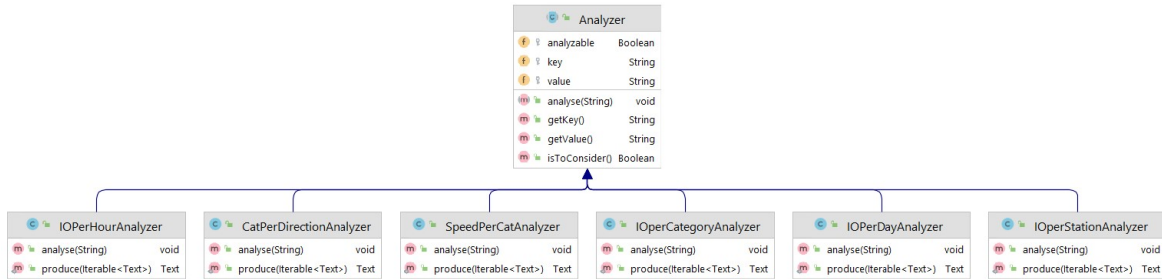 Analyzer
analyzable Boolean
key String
value String
analyse(String) void
getKey() String
getValue() String
isToConsider() Boolean
IOPerHourAnalyzer
analyse(String) void
produce(Iterable<Text>) Text
CatPerDirectionAnalyzer
analyse(String) void
produce(Iterable<Text>) Text
SpeedPerCatAnalyzer
analyse(String) void
produce(Iterable<Text>) Text
IOperCategoryAnalyzer
analyse(String) void
produce(Iterable<Text>) Text
IOPerDayAnalyzer
analyse(String) void
produce(Iterable<Text>) Text
IOperStationAnalyzer
analyse(String) void
produce(Iterable<Text>) Text